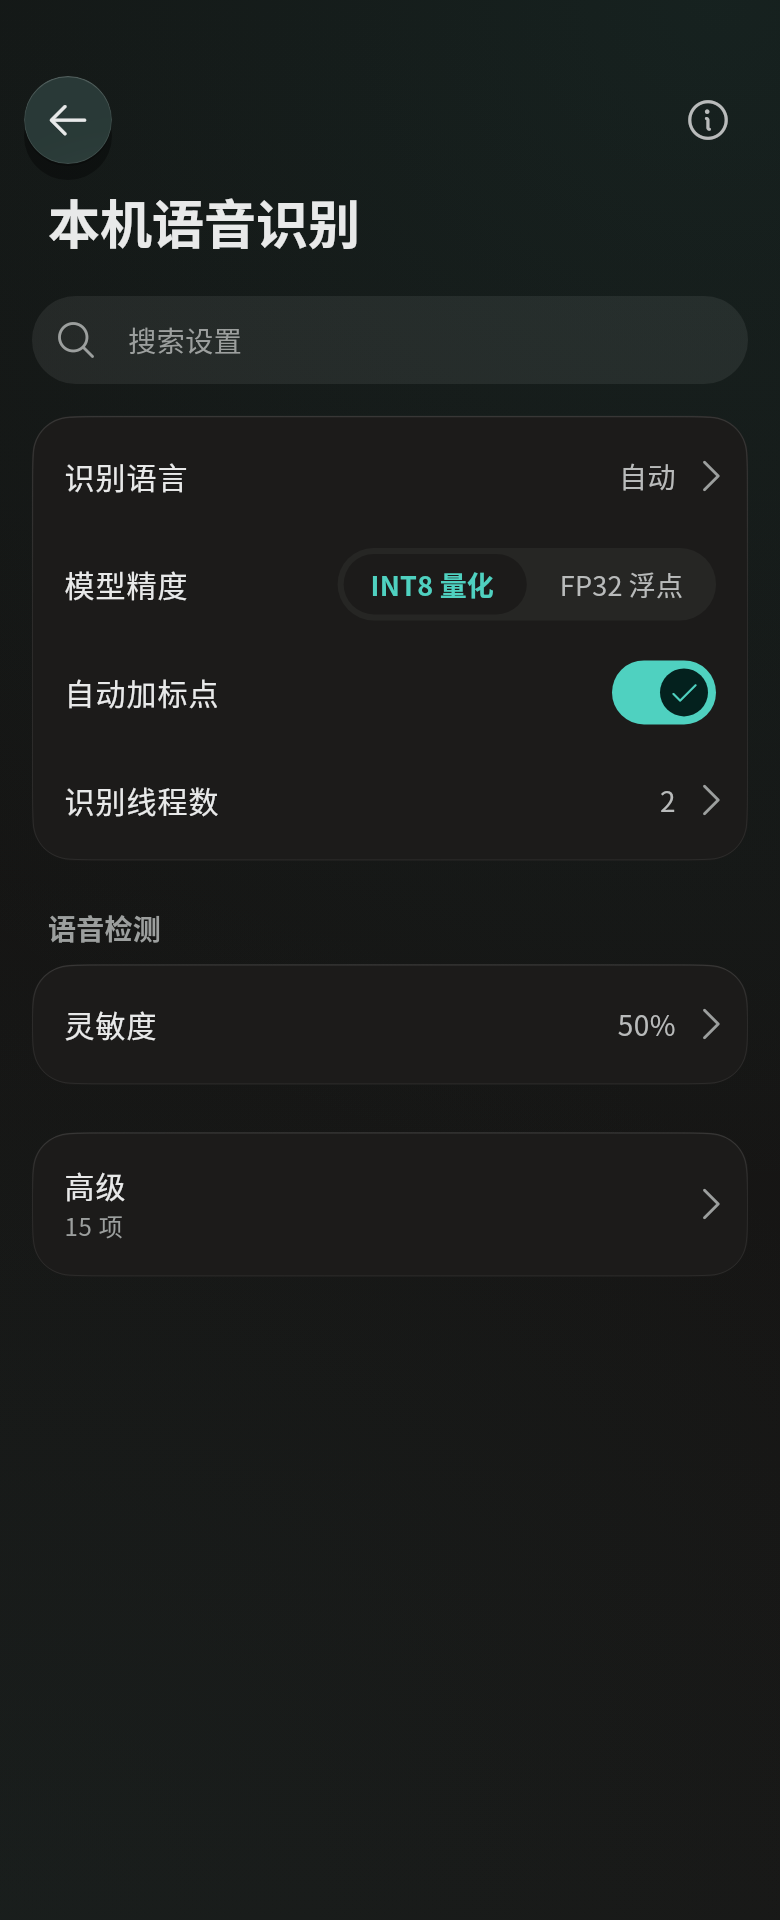 本机语音识别
搜索设置
识别语言 自动
模型精度 INT8 量化 FP32 浮点
自动加标点
识别线程数 2
语音检测
灵敏度 50%
高级
15 项